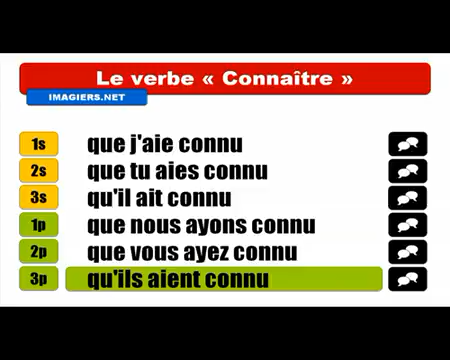 Le verbe « Connaître »
IMAGIERS.NET
1s que j'aie connu
2s que tu aies connu
3s qu'il ait connu
1p que nous ayons connu
2p que vous ayez connu
3p qu'ils aient connu